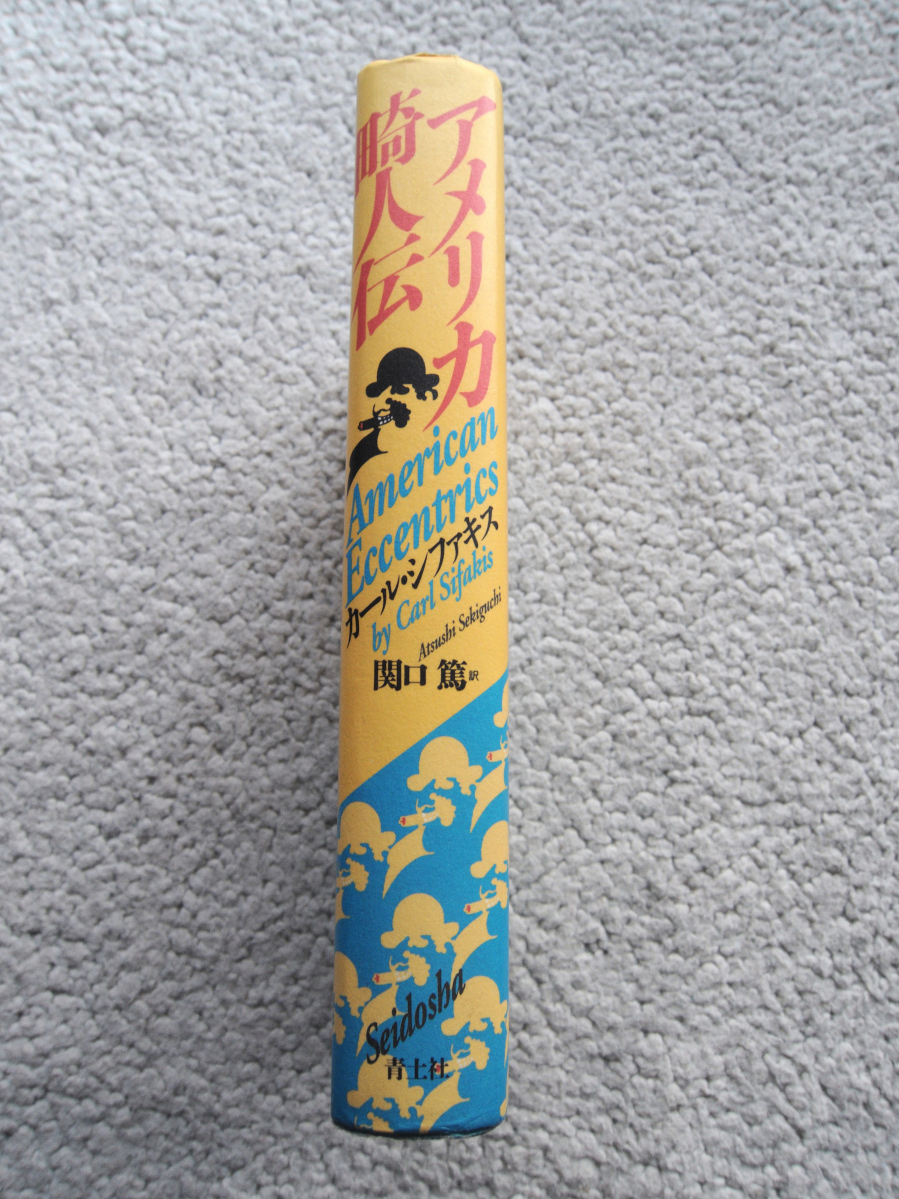 アメリカ
畸人伝
American
Eccentrics
カール・シファキス
by Carl Sifakis
Atsushi Sekiguchi
関口 篤 訳
Seidosha
青土社